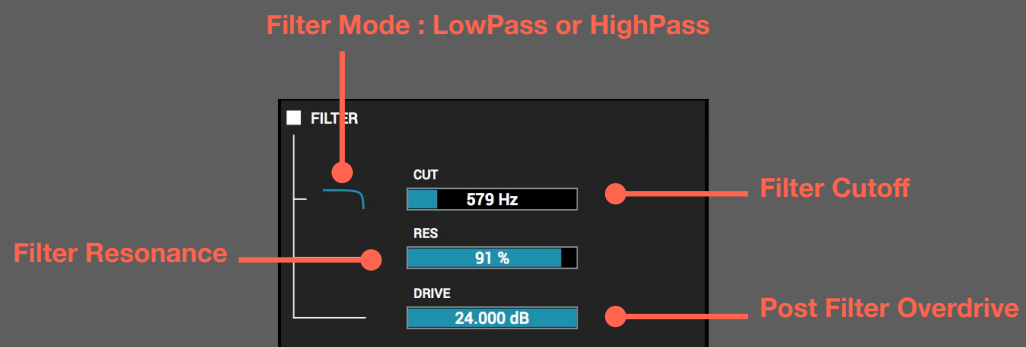 Filter Mode : LowPass or HighPass
FILTER
CUT
579 Hz
Filter Cutoff
RES
Filter Resonance
91 %
DRIVE
24.000 dB
Post Filter Overdrive